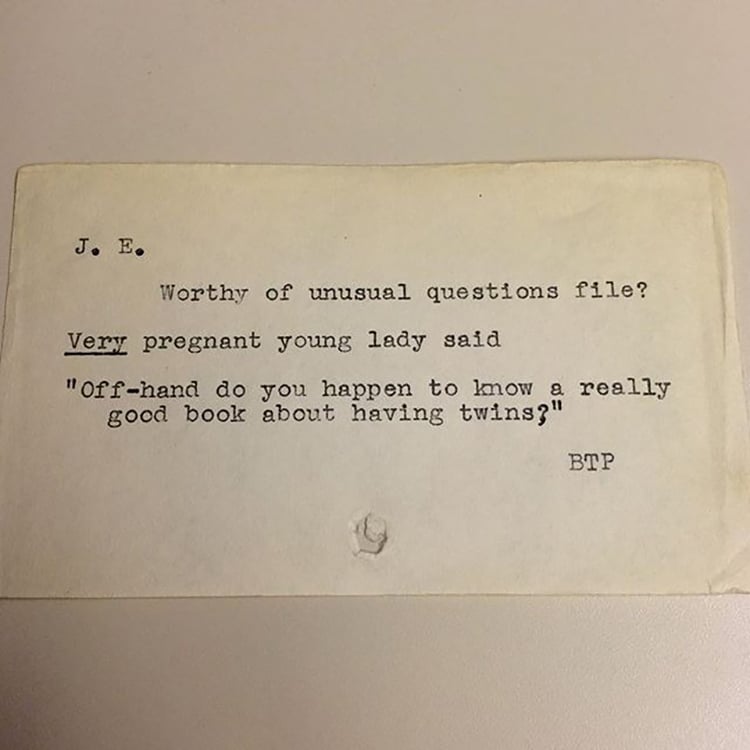 J. E.
Worthy of unusual questions file?
Very pregnant young lady said
"Off-hand do you happen to know a really
good book about having twins?"
BTP